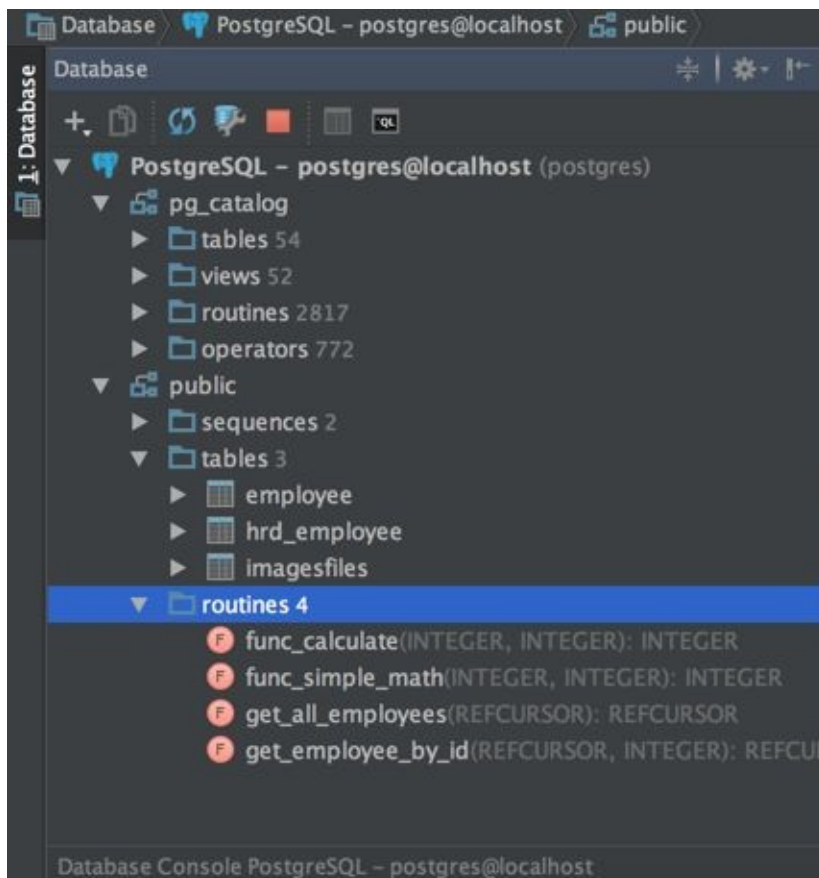 Database PostgreSQL – postgres@localhost public
1: Database
Database
QL
PostgreSQL – postgres@localhost (postgres)
pg_catalog
tables 54
views 52
routines 2817
operators 772
public
sequences 2
tables 3
employee
hrd_employee
imagesfiles
routines 4
F func_calculate(INTEGER, INTEGER): INTEGER
F func_simple_math(INTEGER, INTEGER): INTEGER
F get_all_employees(REFCURSOR): REFCURSOR
F get_employee_by_id(REFCURSOR, INTEGER): REFCU
Database Console PostgreSQL – postgres@localhost